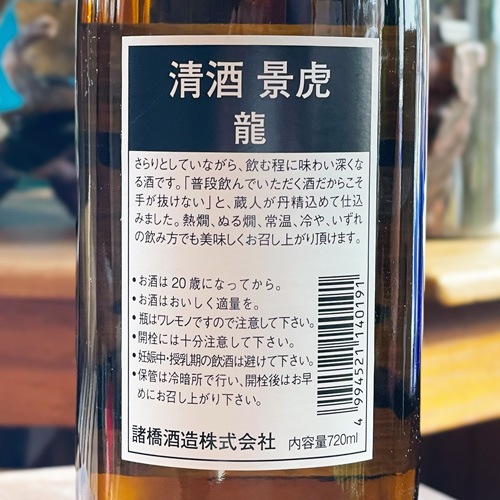 清酒 景虎
龍
さらりとしていながら、飲む程に味わい深くな
る酒です。「普段飲んでいただく酒だからこそ
手が抜けない」と、蔵人が丹精込めて仕込
みました。熱燗、ぬる燗、常温、冷や、いずれ
の飲み方でも美味しくお召し上がり頂けます。
・お酒は20歳になってから。
・お酒はおいしく適量を。
・瓶はワレモノですので注意して下さい。
・開栓には十分注意して下さい。
・妊娠中・授乳期の飲酒は避けて下さい。
・保管は冷暗所で行い、開栓後はお早
めにお召し上がり下さい。
4 994521 140191
諸橋酒造株式会社 内容量720ml